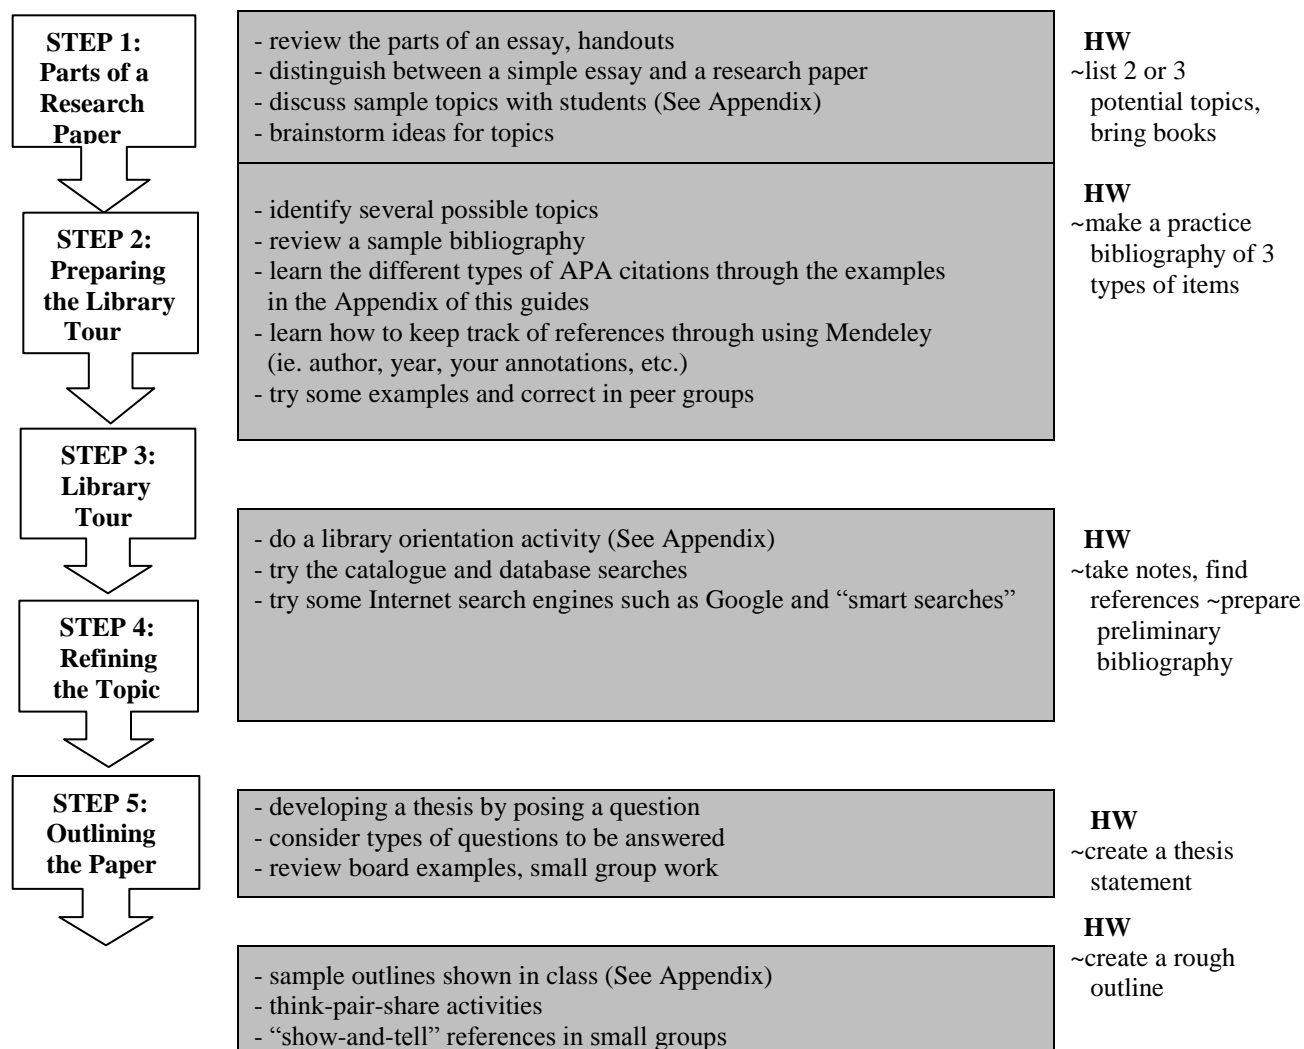 STEP 1:
Parts of a
Research
Paper
- review the parts of an essay, handouts
- distinguish between a simple essay and a research paper
- discuss sample topics with students (See Appendix)
- brainstorm ideas for topics
HW
~list 2 or 3
potential topics,
bring books
STEP 2:
Preparing
the Library
Tour
- identify several possible topics
- review a sample bibliography
- learn the different types of APA citations through the examples
in the Appendix of this guides
- learn how to keep track of references through using Mendeley
(ie. author, year, your annotations, etc.)
- try some examples and correct in peer groups
HW
~make a practice
bibliography of 3
types of items
STEP 3:
Library
Tour
- do a library orientation activity (See Appendix)
- try the catalogue and database searches
- try some Internet search engines such as Google and “smart searches”
HW
~take notes, find
references ~prepare
preliminary
bibliography
STEP 4:
Refining
the Topic
- developing a thesis by posing a question
- consider types of questions to be answered
- review board examples, small group work
HW
~create a thesis
statement
STEP 5:
Outlining
the Paper
- sample outlines shown in class (See Appendix)
- think-pair-share activities
- “show-and-tell” references in small groups
HW
~create a rough
outline